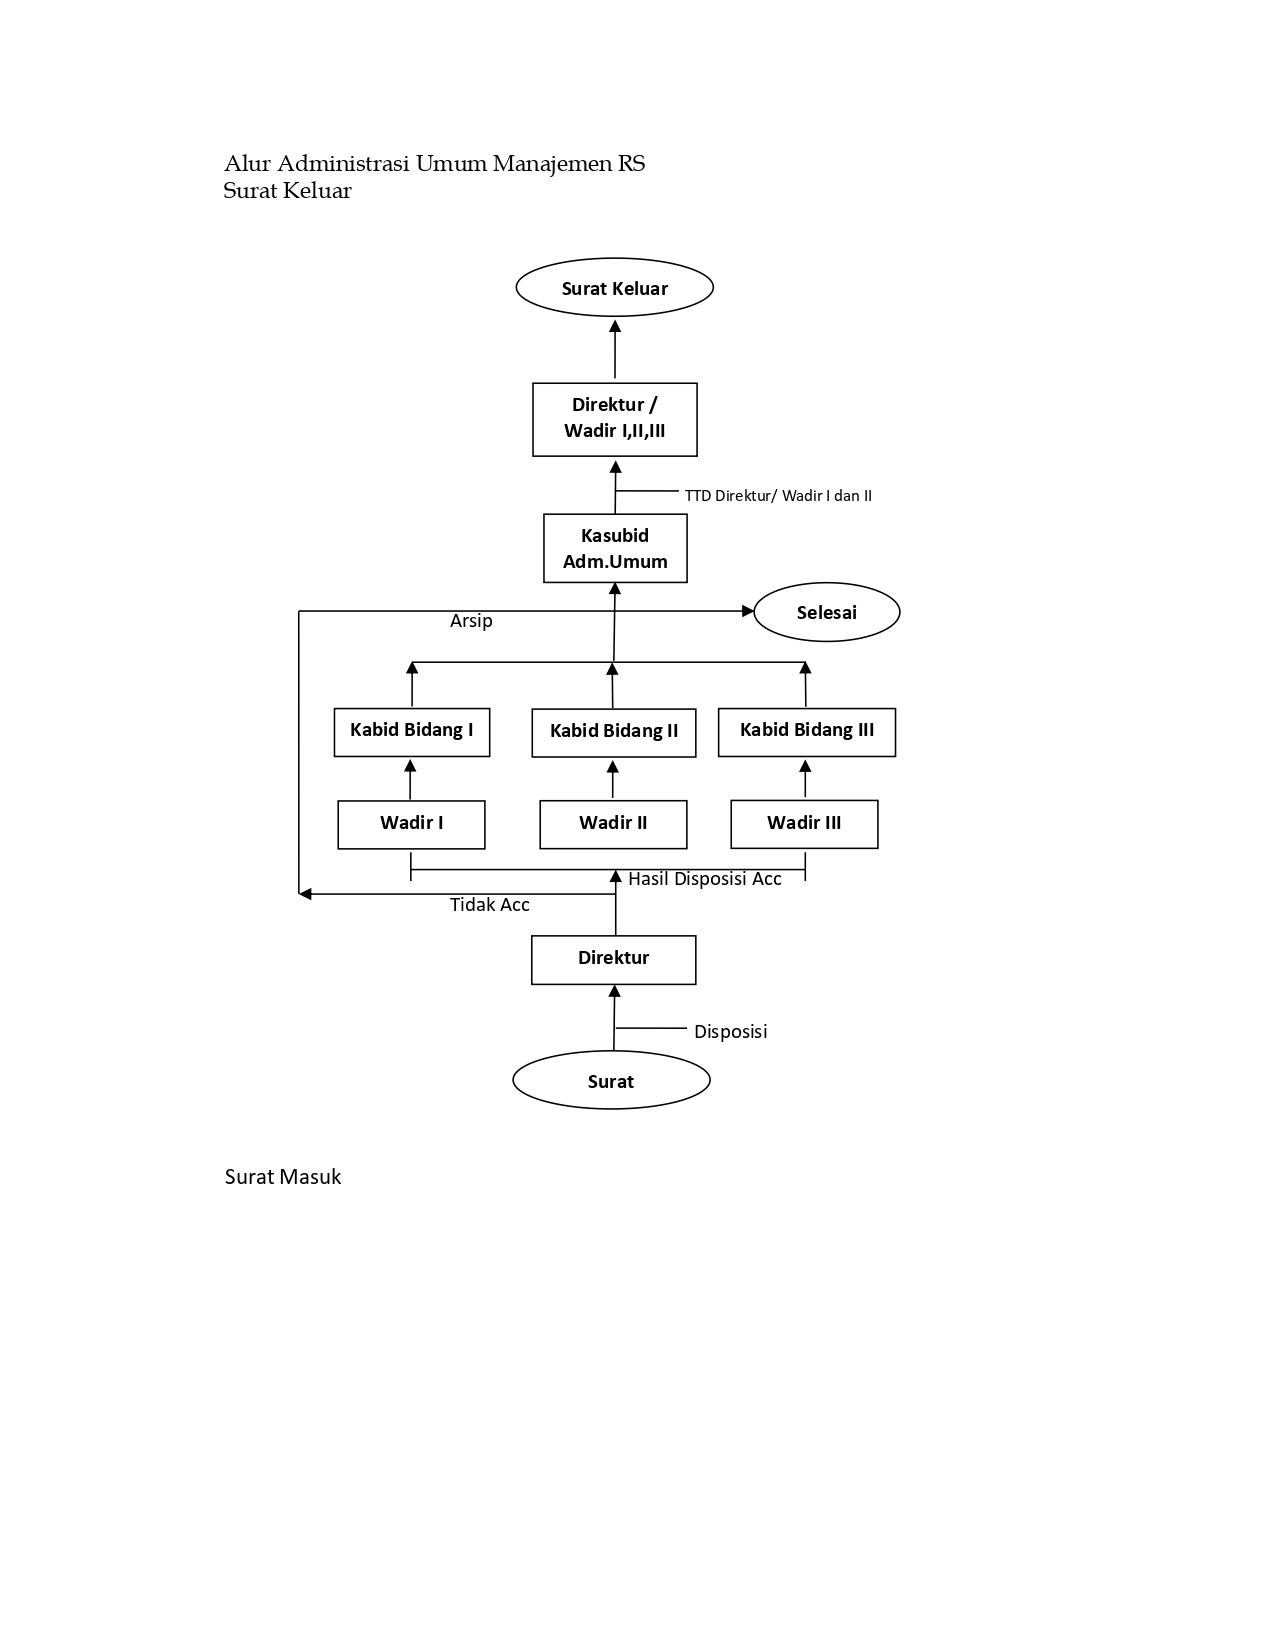 Alur Administrasi Umum Manajemen RS
Surat Keluar
Surat Keluar
Direktur /
Wadir I,II,III
TTD Direktur/ Wadir I dan II
Kasubid
Adm.Umum
Selesai
Arsip
Kabid Bidang I
Kabid Bidang II
Kabid Bidang III
Wadir I
Wadir II
Wadir III
Hasil Disposisi Acc
Tidak Acc
Direktur
Disposisi
Surat
Surat Masuk